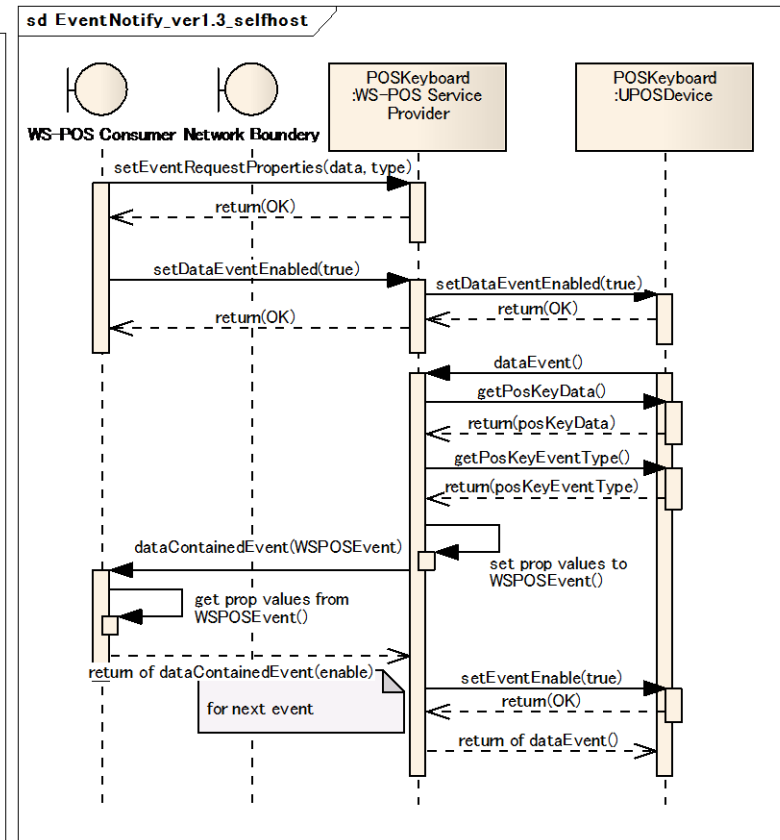 sd EventNotify_ver1.3_selfhost
POSKeyboard
:WS-POS Service
Provider
POSKeyboard
:UPOSDevice
WS-POS Consumer
Network Boundery
setEventRequestProperties(data, type)
return(OK)
setDataEventEnabled(true)
setDataEventEnabled(true)
return(OK)
return(OK)
dataEvent()
getPosKeyData()
return(posKeyData)
getPosKeyEventType()
return(posKeyEventType)
dataContainedEvent(WSPOSEvent)
set prop values to
WSPOSEvent()
get prop values from
WSPOSEvent()
return of dataContainedEvent(enable)
setEventEnable(true)
return(OK)
for next event
return of dataEvent()